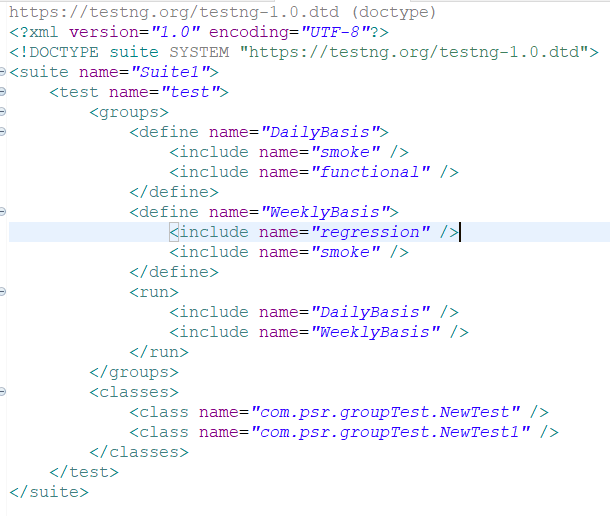 https://testng.org/testng-1.0.dtd (doctype)
<?xml version="1.0" encoding="UTF-8"?>
<!DOCTYPE suite SYSTEM "https://testng.org/testng-1.0.dtd">
<suite name="Suite1">
<test name="test">
<groups>
<define name="DailyBasis">
<include name="smoke" />
<include name="functional" />
</define>
<define name="WeeklyBasis">
<include name="regression" />
<include name="smoke" />
</define>
<run>
<include name="DailyBasis" />
<include name="WeeklyBasis" />
</run>
</groups>
<classes>
<class name="com.psr.groupTest.NewTest" />
<class name="com.psr.groupTest.NewTest1" />
</classes>
</test>
</suite>